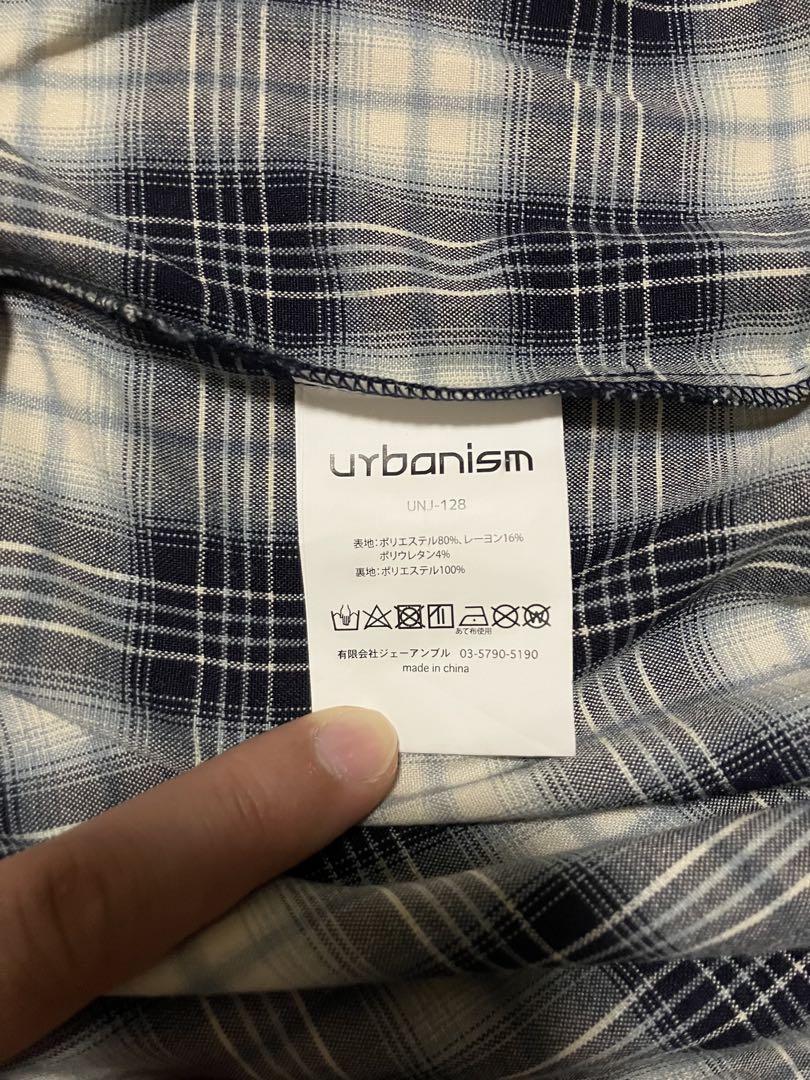 urbanism
UNJ-128
表地:ポリエステル80%、レーヨン16%
ポリウレタン4%
裏地:ポリエステル100%
あて布使用
有限会社ジェーアンブル 03-5790-5190
made in china